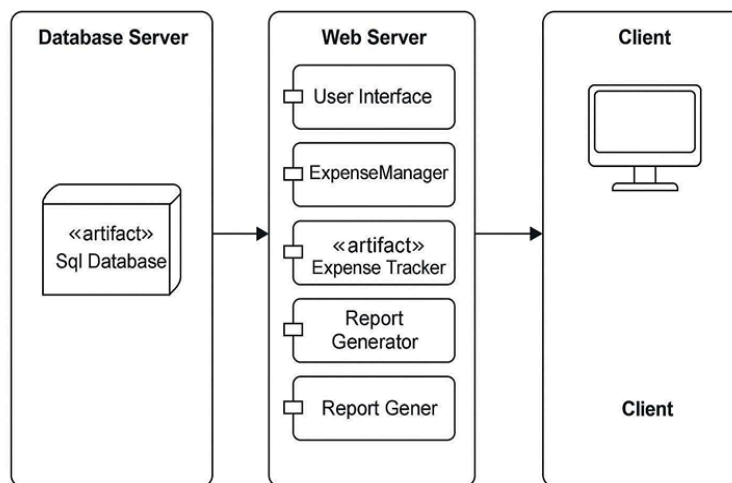 Database Server
«artifact»
Sql Database
Web Server
User Interface
ExpenseManager
«artifact»
Expense Tracker
Report
Generator
Report Gener
Client
Client